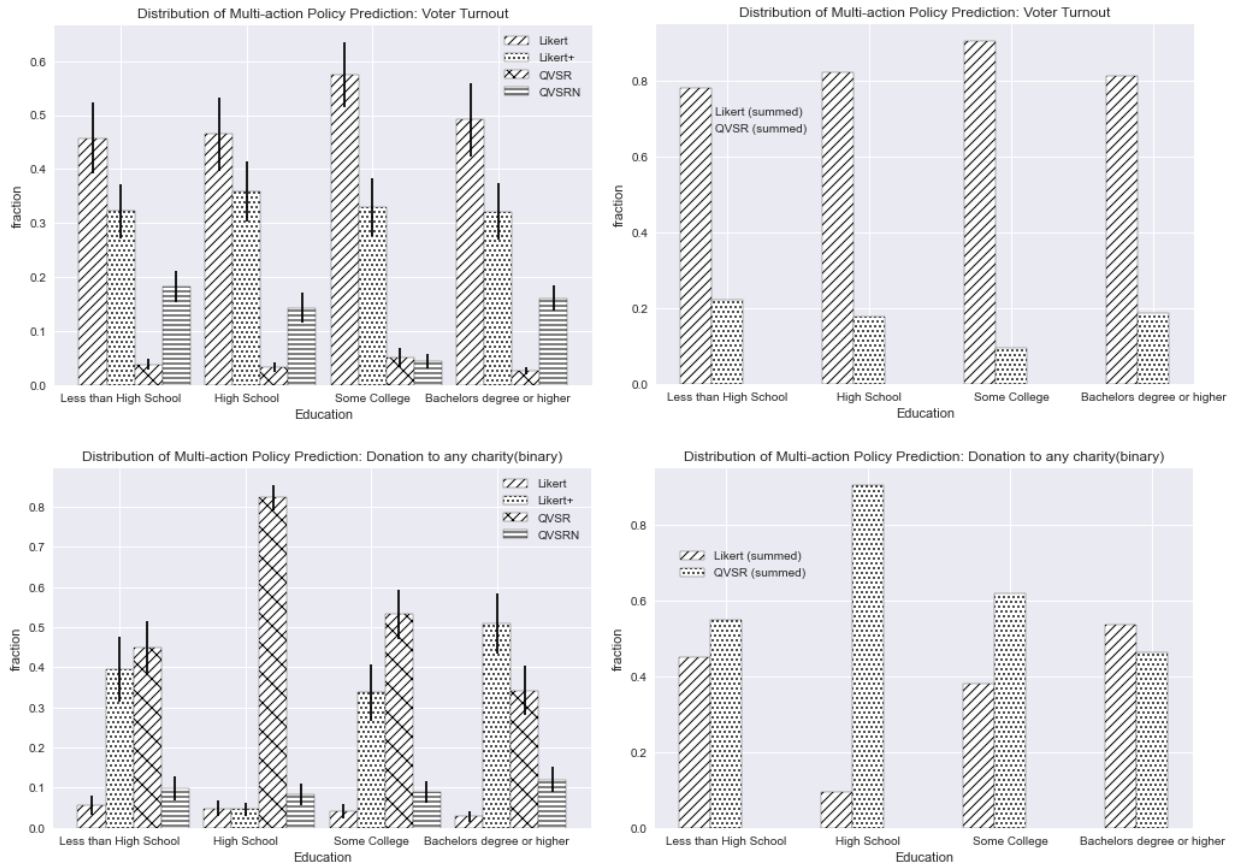 Distribution of Multi-action Policy Prediction: Voter Turnout
Likert
Likert+
QVSR
QVSRN
0.6
0.5
0.4
0.3
0.2
0.1
0.0
fraction
Less than High School High School Some College Bachelors degree or higher
Education
Distribution of Multi-action Policy Prediction: Voter Turnout
Likert (summed)
QVSR (summed)
0.8
0.6
0.4
0.2
0.0
fraction
Less than High School High School Some College Bachelors degree or higher
Education
Distribution of Multi-action Policy Prediction: Donation to any charity(binary)
Likert
Likert+
QVSR
QVSRN
0.8
0.7
0.6
0.5
0.4
0.3
0.2
0.1
0.0
fraction
Less than High School High School Some College Bachelors degree or higher
Education
Distribution of Multi-action Policy Prediction: Donation to any charity(binary)
Likert (summed)
QVSR (summed)
0.8
0.6
0.4
0.2
0.0
fraction
Less than High School High School Some College Bachelors degree or higher
Education